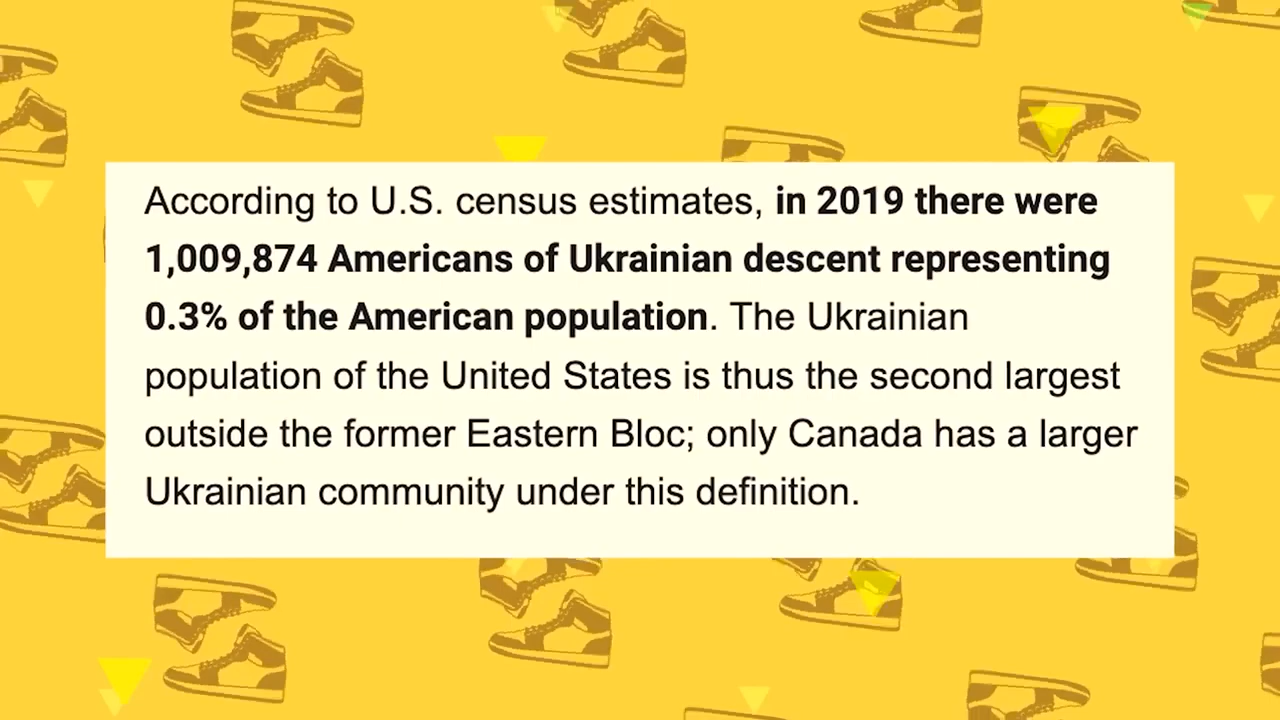 According to U.S. census estimates, in 2019 there were
1,009,874 Americans of Ukrainian descent representing
0.3% of the American population. The Ukrainian
population of the United States is thus the second largest
outside the former Eastern Bloc; only Canada has a larger
Ukrainian community under this definition.